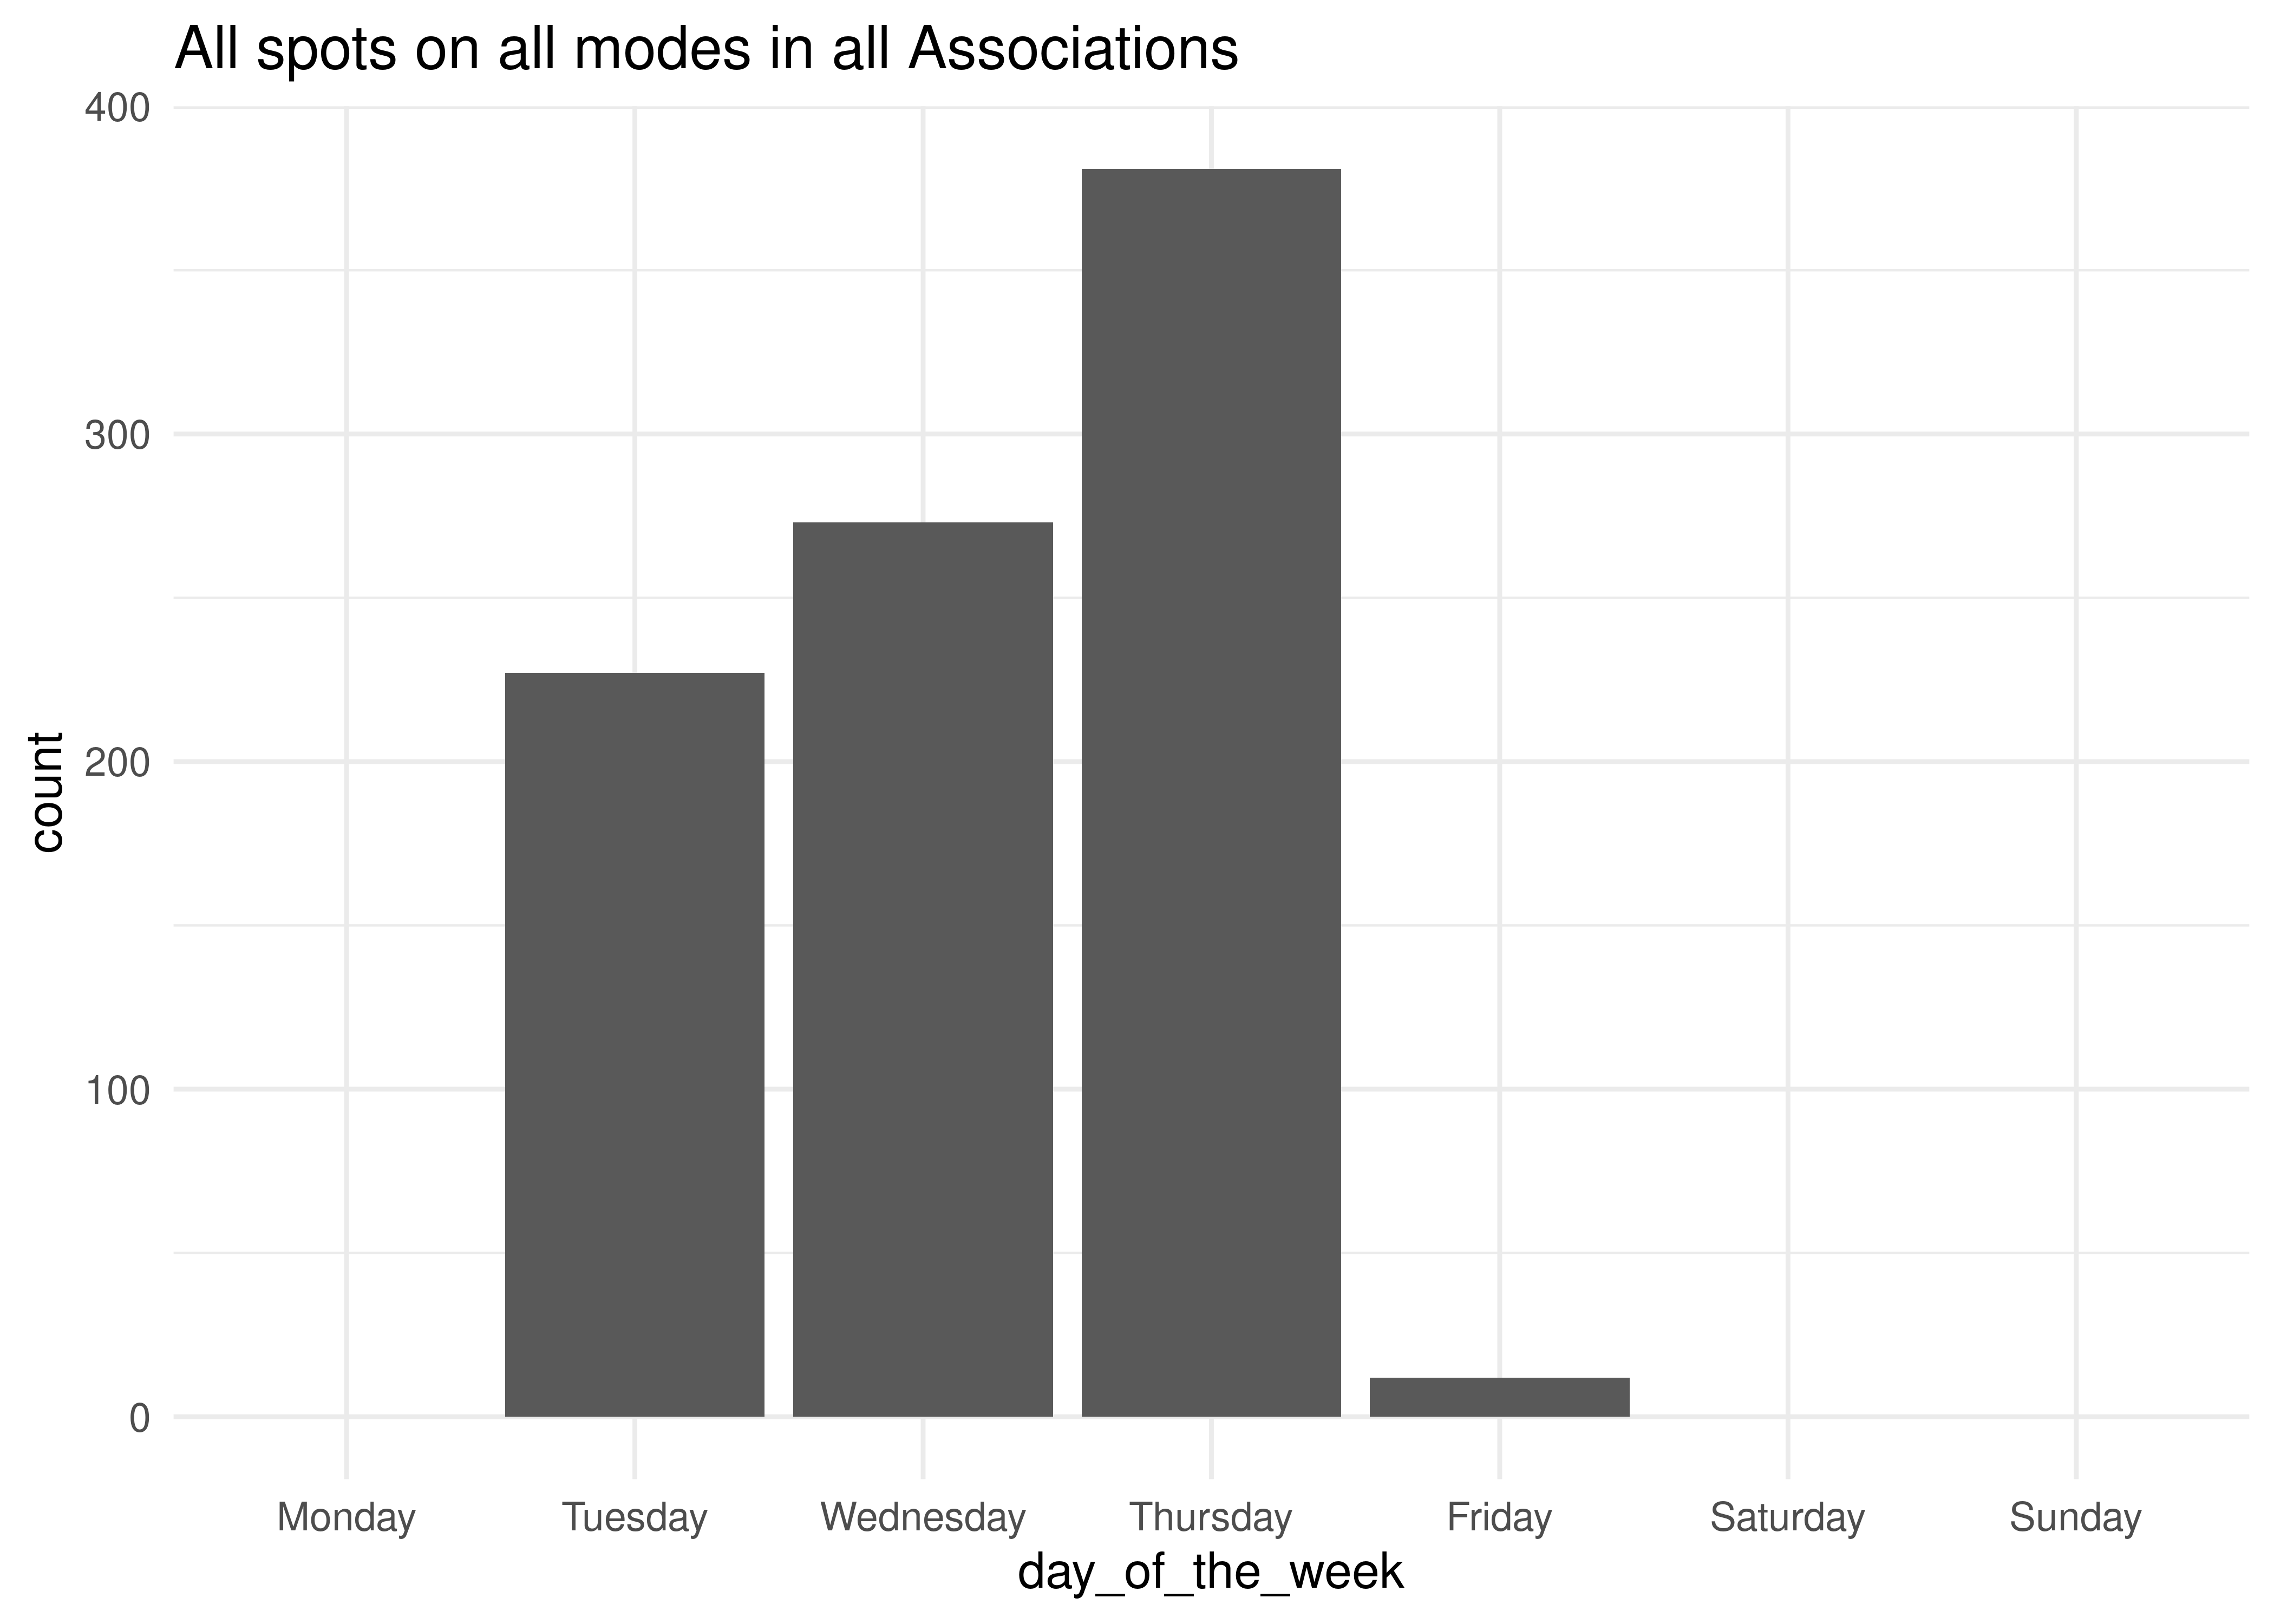 All spots on all modes in all Associations
400
300
200
100
0
count
Monday Tuesday Wednesday Thursday Friday Saturday Sunday
day_of_the_week